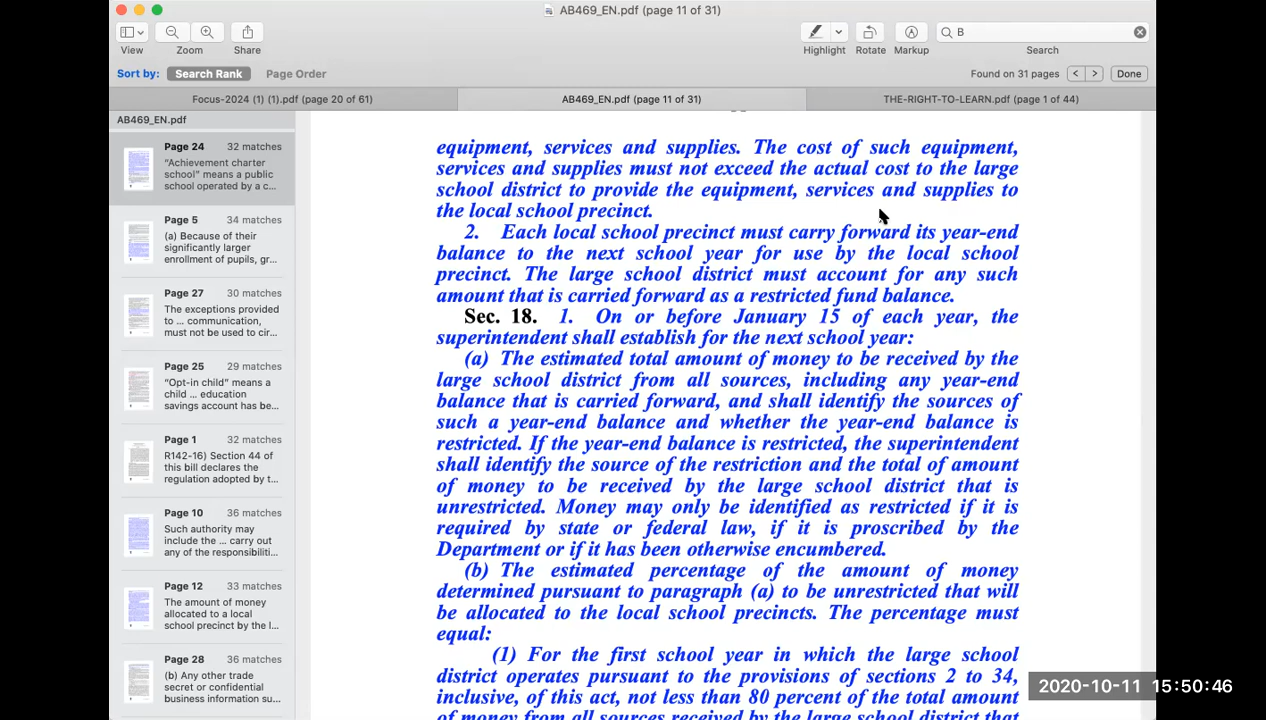 AB469_EN.pdf (page 11 of 31)
B
View
Zoom
Share
Highlight
Rotate
Markup
Search
Sort by:
Search Rank
Page Order
Found on 31 pages
Done
Focus-2024 (1) (1).pdf (page 20 of 61)
AB469_EN.pdf (page 11 of 31)
THE-RIGHT-TO-LEARN.pdf (page 1 of 44)
AB469_EN.pdf
Page 24 32 matches
“Achievement charter
school” means a public
school operated by a c...
Page 5 34 matches
(a) Because of their
significantly larger
enrollment of pupils, gr...
Page 27 30 matches
The exceptions provided
to ... communication,
must not be used to cir...
Page 25 29 matches
“Opt-in child” means a
child ... education
savings account has be...
Page 1 32 matches
R142-16) Section 44 of
this bill declares the
regulation adopted by t...
Page 10 36 matches
Such authority may
include the ... carry out
any of the responsibiliti...
Page 12 33 matches
The amount of money
allocated to a local
school precinct by the l...
Page 28 36 matches
(b) Any other trade
secret or confidential
business information su...
equipment, services and supplies. The cost of such equipment,
services and supplies must not exceed the actual cost to the large
school district to provide the equipment, services and supplies to
the local school precinct.
2. Each local school precinct must carry forward its year-end
balance to the next school year for use by the local school
precinct. The large school district must account for any such
amount that is carried forward as a restricted fund balance.
Sec. 18. 1. On or before January 15 of each year, the
superintendent shall establish for the next school year:
(a) The estimated total amount of money to be received by the
large school district from all sources, including any year-end
balance that is carried forward, and shall identify the sources of
such a year-end balance and whether the year-end balance is
restricted. If the year-end balance is restricted, the superintendent
shall identify the source of the restriction and the total of amount
of money to be received by the large school district that is
unrestricted. Money may only be identified as restricted if it is
required by state or federal law, if it is proscribed by the
Department or if it has been otherwise encumbered.
(b) The estimated percentage of the amount of money
determined pursuant to paragraph (a) to be unrestricted that will
be allocated to the local school precincts. The percentage must
equal:
(1) For the first school year in which the large school
district operates pursuant to the provisions of sections 2 to 34,
inclusive, of this act, not less than 80 percent of the total amount
of money from all sources received by the large school district that
2020-10-11 15:50:46